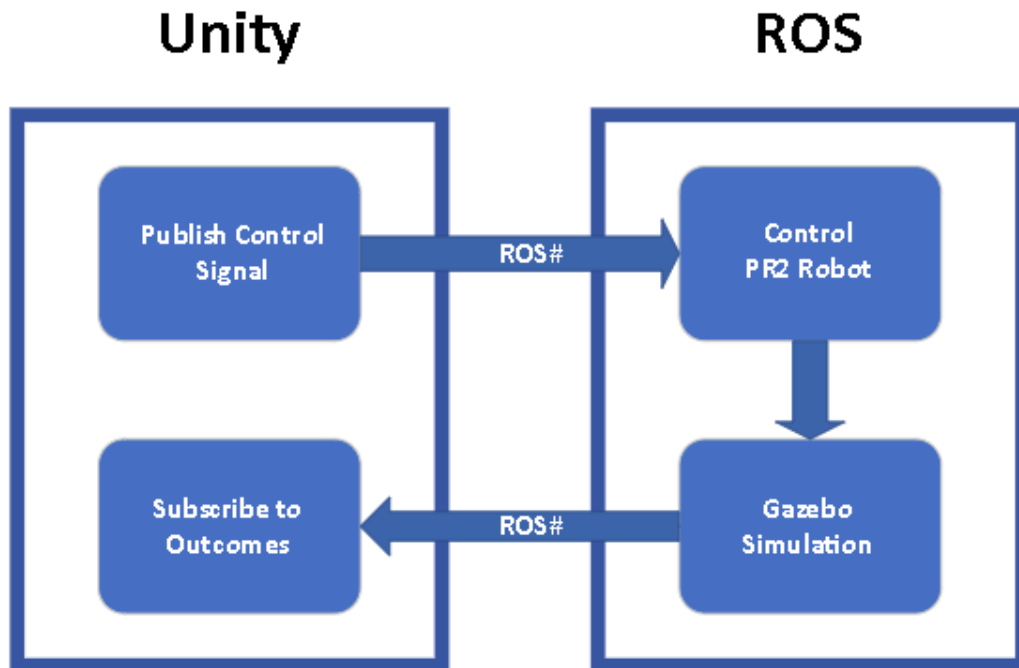 Unity
ROS
Publish Control
Signal
ROS#
Control
PR2 Robot
Subscribe to
Outcomes
ROS#
Gazebo
Simulation